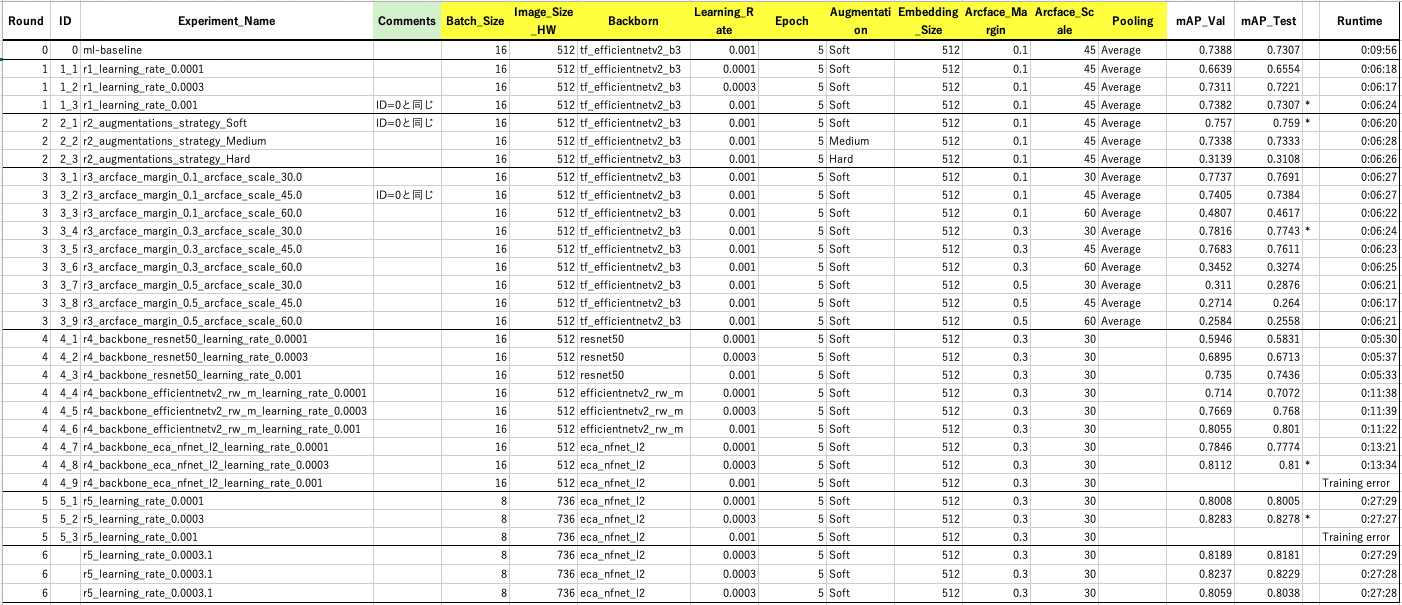 Round ID Experiment_Name Comments Batch_Size Image_Size_HW Backborn Learning_Rate Epoch Augmentation Embedding_Size Arcface_Margin Arcface_Scale Pooling mAP_Val mAP_Test Runtime
0 0 ml-baseline 16 512 tf_efficientnetv2_b3 0.001 5 Soft 512 0.1 45 Average 0.7388 0.7307 0:09:56
1 1_1 r1_learning_rate_0.0001 16 512 tf_efficientnetv2_b3 0.0001 5 Soft 512 0.1 45 Average 0.6639 0.6554 0:06:18
1 1_2 r1_learning_rate_0.0003 16 512 tf_efficientnetv2_b3 0.0003 5 Soft 512 0.1 45 Average 0.7311 0.7221 0:06:17
1 1_3 r1_learning_rate_0.001 ID=0と同じ 16 512 tf_efficientnetv2_b3 0.001 5 Soft 512 0.1 45 Average 0.7382 0.7307 * 0:06:24
2 2_1 r2_augmentations_strategy_Soft ID=0と同じ 16 512 tf_efficientnetv2_b3 0.001 5 Soft 512 0.1 45 Average 0.757 0.759 * 0:06:20
2 2_2 r2_augmentations_strategy_Medium 16 512 tf_efficientnetv2_b3 0.001 5 Medium 512 0.1 45 Average 0.7338 0.7333 0:06:28
2 2_3 r2_augmentations_strategy_Hard 16 512 tf_efficientnetv2_b3 0.001 5 Hard 512 0.1 45 Average 0.3139 0.3108 0:06:26
3 3_1 r3_arcface_margin_0.1_arcface_scale_30.0 16 512 tf_efficientnetv2_b3 0.001 5 Soft 512 0.1 30 Average 0.7737 0.7691 0:06:27
3 3_2 r3_arcface_margin_0.1_arcface_scale_45.0 ID=0と同じ 16 512 tf_efficientnetv2_b3 0.001 5 Soft 512 0.1 45 Average 0.7405 0.7384 0:06:27
3 3_3 r3_arcface_margin_0.1_arcface_scale_60.0 16 512 tf_efficientnetv2_b3 0.001 5 Soft 512 0.1 60 Average 0.4807 0.4617 0:06:22
3 3_4 r3_arcface_margin_0.3_arcface_scale_30.0 16 512 tf_efficientnetv2_b3 0.001 5 Soft 512 0.3 30 Average 0.7816 0.7743 * 0:06:24
3 3_5 r3_arcface_margin_0.3_arcface_scale_45.0 16 512 tf_efficientnetv2_b3 0.001 5 Soft 512 0.3 45 Average 0.7683 0.7611 0:06:23
3 3_6 r3_arcface_margin_0.3_arcface_scale_60.0 16 512 tf_efficientnetv2_b3 0.001 5 Soft 512 0.3 60 Average 0.3452 0.3274 0:06:25
3 3_7 r3_arcface_margin_0.5_arcface_scale_30.0 16 512 tf_efficientnetv2_b3 0.001 5 Soft 512 0.5 30 Average 0.311 0.2876 0:06:21
3 3_8 r3_arcface_margin_0.5_arcface_scale_45.0 16 512 tf_efficientnetv2_b3 0.001 5 Soft 512 0.5 45 Average 0.2714 0.264 0:06:17
3 3_9 r3_arcface_margin_0.5_arcface_scale_60.0 16 512 tf_efficientnetv2_b3 0.001 5 Soft 512 0.5 60 Average 0.2584 0.2558 0:06:21
4 4_1 r4_backbone_resnet50_learning_rate_0.0001 16 512 resnet50 0.0001 5 Soft 512 0.3 30 0.5946 0.5831 0:05:30
4 4_2 r4_backbone_resnet50_learning_rate_0.0003 16 512 resnet50 0.0003 5 Soft 512 0.3 30 0.6895 0.6713 0:05:37
4 4_3 r4_backbone_resnet50_learning_rate_0.001 16 512 resnet50 0.001 5 Soft 512 0.3 30 0.735 0.7436 0:05:33
4 4_4 r4_backbone_efficientnetv2_rw_m_learning_rate_0.0001 16 512 efficientnetv2_rw_m 0.0001 5 Soft 512 0.3 30 0.714 0.7072 0:11:38
4 4_5 r4_backbone_efficientnetv2_rw_m_learning_rate_0.0003 16 512 efficientnetv2_rw_m 0.0003 5 Soft 512 0.3 30 0.7669 0.768 0:11:39
4 4_6 r4_backbone_efficientnetv2_rw_m_learning_rate_0.001 16 512 efficientnetv2_rw_m 0.001 5 Soft 512 0.3 30 0.8055 0.801 0:11:22
4 4_7 r4_backbone_eca_nfnet_l2_learning_rate_0.0001 16 512 eca_nfnet_l2 0.0001 5 Soft 512 0.3 30 0.7846 0.7774 0:13:21
4 4_8 r4_backbone_eca_nfnet_l2_learning_rate_0.0003 16 512 eca_nfnet_l2 0.0003 5 Soft 512 0.3 30 0.8112 0.81 * 0:13:34
4 4_9 r4_backbone_eca_nfnet_l2_learning_rate_0.001 16 512 eca_nfnet_l2 0.001 5 Soft 512 0.3 30 Training error
5 5_1 r5_learning_rate_0.0001 8 736 eca_nfnet_l2 0.0001 5 Soft 512 0.3 30 0.8008 0.8005 0:27:29
5 5_2 r5_learning_rate_0.0003 8 736 eca_nfnet_l2 0.0003 5 Soft 512 0.3 30 0.8283 0.8278 * 0:27:27
5 5_3 r5_learning_rate_0.001 8 736 eca_nfnet_l2 0.001 5 Soft 512 0.3 30 Training error
6 r5_learning_rate_0.0003.1 8 736 eca_nfnet_l2 0.0003 5 Soft 512 0.3 30 0.8189 0.8181 0:27:29
6 r5_learning_rate_0.0003.1 8 736 eca_nfnet_l2 0.0003 5 Soft 512 0.3 30 0.8237 0.8229 0:27:28
6 r5_learning_rate_0.0003.1 8 736 eca_nfnet_l2 0.0003 5 Soft 512 0.3 30 0.8059 0.8038 0:27:28